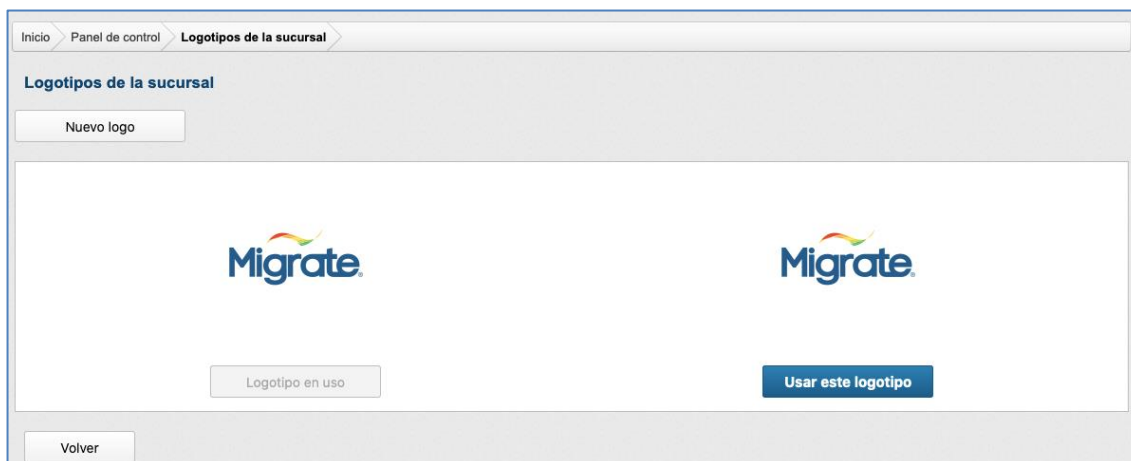 Inicio Panel de control Logotipos de la sucursal
Logotipos de la sucursal
Nuevo logo
Migrate® Migrate®
Logotipo en uso Usar este logotipo
Volver